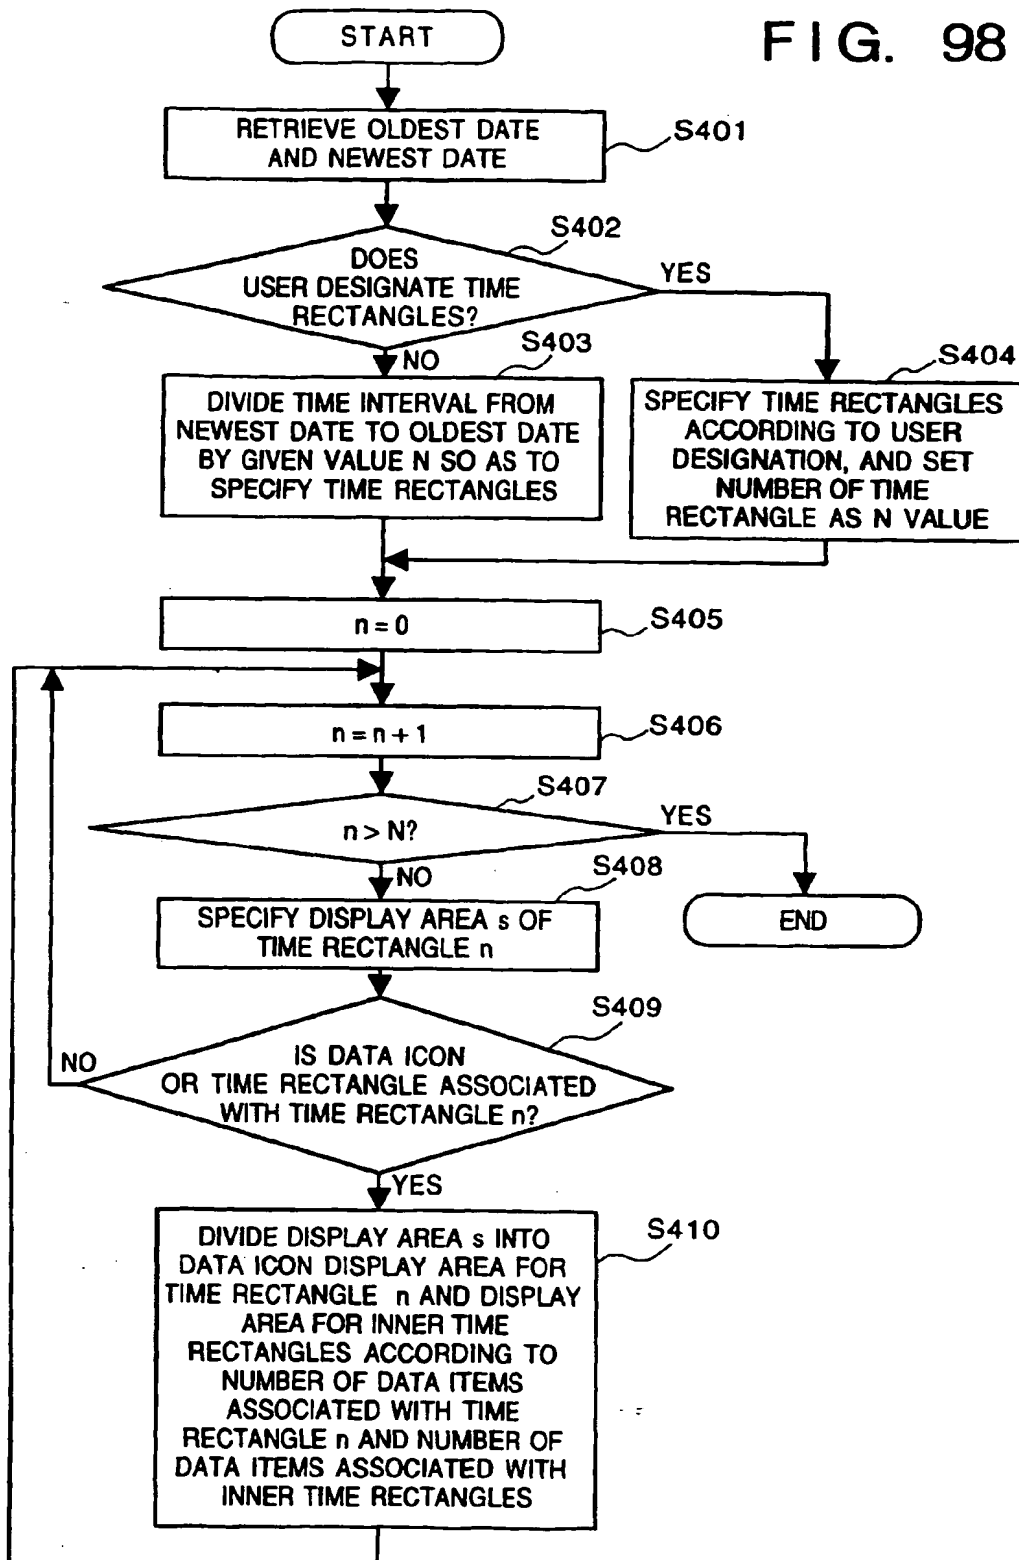 FIG. 98
START
RETRIEVE OLDEST DATE
AND NEWEST DATE
S401
S402
DOES
USER DESIGNATE TIME
RECTANGLES?
YES
NO
S403
DIVIDE TIME INTERVAL FROM
NEWEST DATE TO OLDEST DATE
BY GIVEN VALUE N SO AS TO
SPECIFY TIME RECTANGLES
S404
SPECIFY TIME RECTANGLES
ACCORDING TO USER
DESIGNATION, AND SET
NUMBER OF TIME
RECTANGLE AS N VALUE
n = 0
S405
n = n + 1
S406
S407
n > N?
YES
NO
END
S408
SPECIFY DISPLAY AREA s OF
TIME RECTANGLE n
S409
IS DATA ICON
OR TIME RECTANGLE ASSOCIATED
WITH TIME RECTANGLE n?
NO
YES
S410
DIVIDE DISPLAY AREA s INTO
DATA ICON DISPLAY AREA FOR
TIME RECTANGLE n AND DISPLAY
AREA FOR INNER TIME
RECTANGLES ACCORDING TO
NUMBER OF DATA ITEMS
ASSOCIATED WITH TIME
RECTANGLE n AND NUMBER OF
DATA ITEMS ASSOCIATED WITH
INNER TIME RECTANGLES